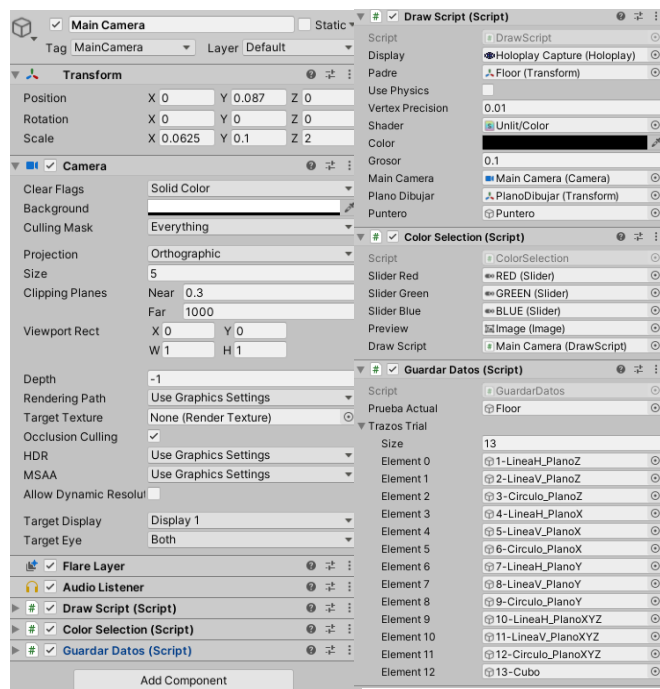 Main Camera Static
Tag MainCamera Layer Default
Transform
Position X 0 Y 0.087 Z 0
Rotation X 0 Y 0 Z 0
Scale X 0.0625 Y 0.1 Z 2
Camera
Clear Flags Solid Color
Background
Culling Mask Everything
Projection Orthographic
Size 5
Clipping Planes Near 0.3
Far 1000
Viewport Rect X 0 Y 0
W 1 H 1
Depth -1
Rendering Path Use Graphics Settings
Target Texture None (Render Texture)
Occlusion Culling
HDR Use Graphics Settings
MSAA Use Graphics Settings
Allow Dynamic Resolut
Target Display Display 1
Target Eye Both
Flare Layer
Audio Listener
# Draw Script (Script)
# Color Selection (Script)
# Guardar Datos (Script)
Add Component
# Draw Script (Script)
Script DrawScript
Display Holoplay Capture (Holoplay)
Padre Floor (Transform)
Use Physics
Vertex Precision 0.01
Shader Unlit/Color
Color
Grosor 0.1
Main Camera Main Camera (Camera)
Plano Dibujar PlanoDibujar (Transform)
Puntero Puntero
# Color Selection (Script)
Script ColorSelection
Slider Red RED (Slider)
Slider Green GREEN (Slider)
Slider Blue BLUE (Slider)
Preview Image (Image)
Draw Script Main Camera (DrawScript)
# Guardar Datos (Script)
Script GuardarDatos
Prueba Actual Floor
Trazos Trial
Size 13
Element 0 1-LineaH_PlanoZ
Element 1 2-LineaV_PlanoZ
Element 2 3-Circulo_PlanoZ
Element 3 4-LineaH_PlanoX
Element 4 5-LineaV_PlanoX
Element 5 6-Circulo_PlanoX
Element 6 7-LineaH_PlanoY
Element 7 8-LineaV_PlanoY
Element 8 9-Circulo_PlanoY
Element 9 10-LineaH_PlanoXYZ
Element 10 11-LineaV_PlanoXYZ
Element 11 12-Circulo_PlanoXYZ
Element 12 13-Cubo